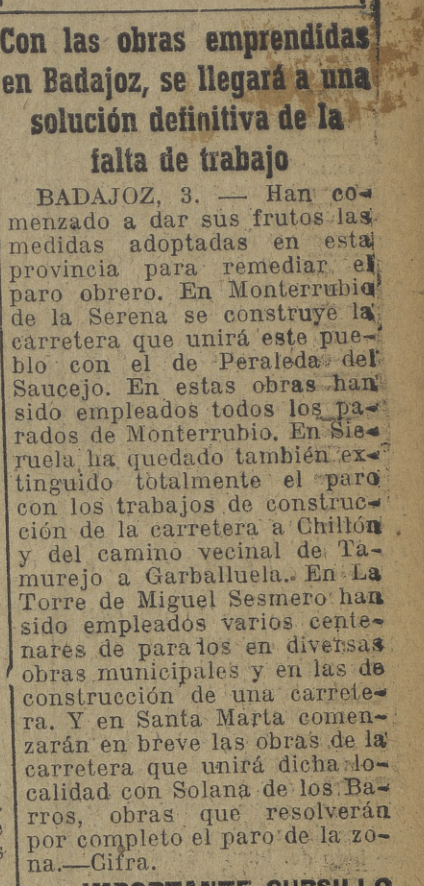 Con las obras emprendidas
en Badajoz, se llegará a una
solución definitiva de la
falta de trabajo
BADAJOZ, 3. — Han co-
menzado a dar sus frutos las
medidas adoptadas en esta
provincia para remediar el
paro obrero. En Monterrubio
de la Serena se construye la
carretera que unirá este pue-
blo con el de Peraleda del
Saucejo. En estas obras han
sido empleados todos los pa-
rados de Monterrubio. En Sie-
ruela ha quedado también ex-
tinguido totalmente el paro
con los trabajos de construc-
ción de la carretera a Chillón
y del camino vecinal de Ta-
murejo a Garballuela. En La
Torre de Miguel Sesmero han
sido empleados varios cente-
nares de parados en diversas
obras municipales y en las de
construcción de una carrete-
ra. Y en Santa Marta comen-
zarán en breve las obras de la
carretera que unirá dicha lo-
calidad con Solana de los Ba-
rros, obras que resolverán
por completo el paro de la zo-
na.—Cifra.
IMPORTANTE CURSILLO